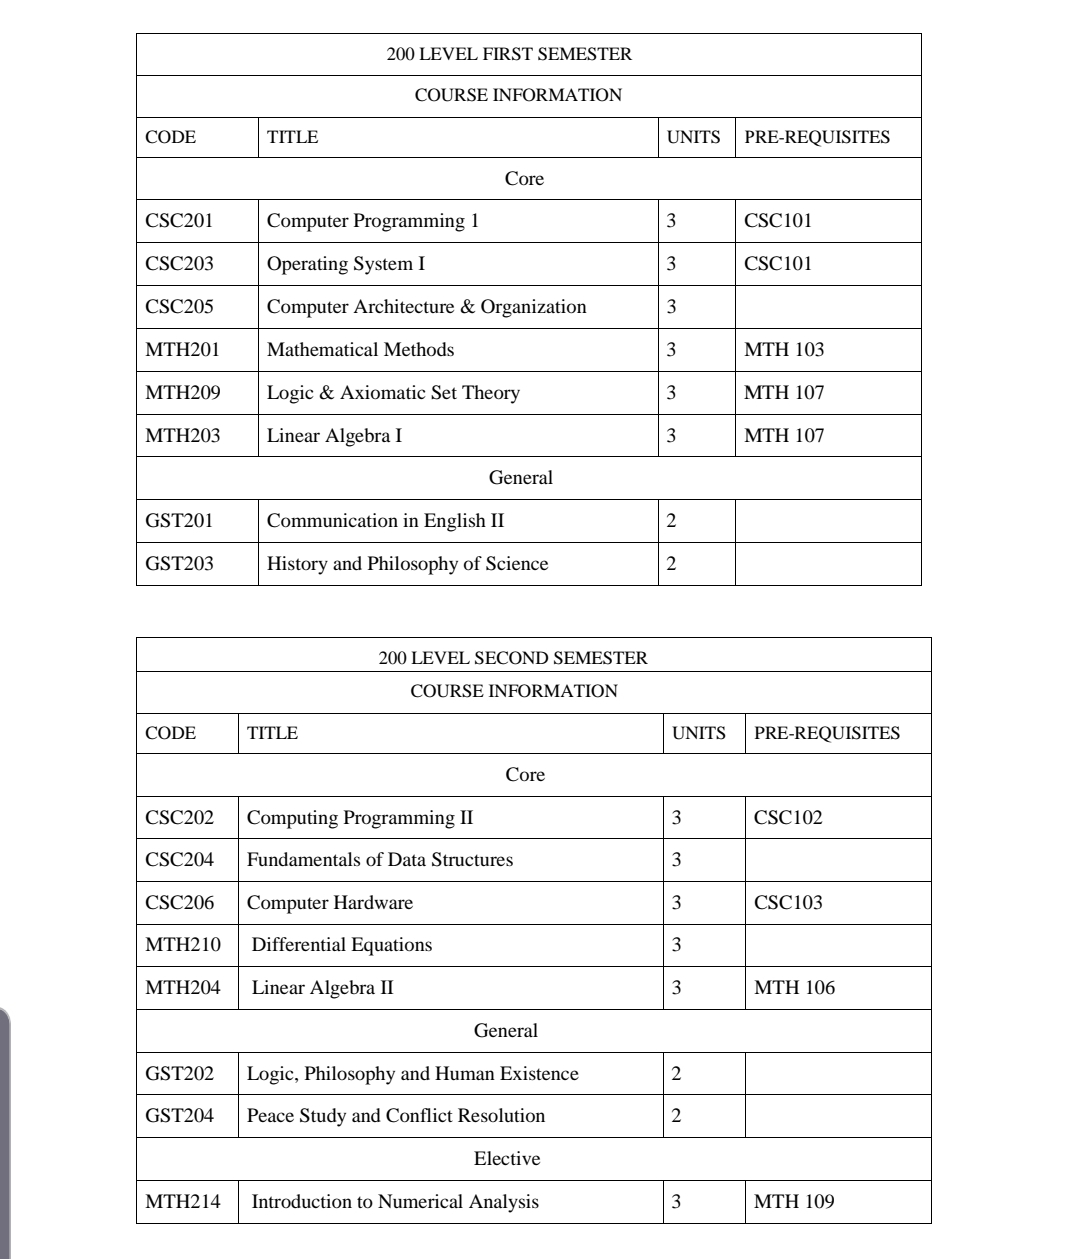 200 LEVEL FIRST SEMESTER
COURSE INFORMATION
CODE TITLE UNITS PRE-REQUISITES
Core
CSC201 Computer Programming 1 3 CSC101
CSC203 Operating System I 3 CSC101
CSC205 Computer Architecture & Organization 3
MTH201 Mathematical Methods 3 MTH 103
MTH209 Logic & Axiomatic Set Theory 3 MTH 107
MTH203 Linear Algebra I 3 MTH 107
General
GST201 Communication in English II 2
GST203 History and Philosophy of Science 2
200 LEVEL SECOND SEMESTER
COURSE INFORMATION
CODE TITLE UNITS PRE-REQUISITES
Core
CSC202 Computing Programming II 3 CSC102
CSC204 Fundamentals of Data Structures 3
CSC206 Computer Hardware 3 CSC103
MTH210 Differential Equations 3
MTH204 Linear Algebra II 3 MTH 106
General
GST202 Logic, Philosophy and Human Existence 2
GST204 Peace Study and Conflict Resolution 2
Elective
MTH214 Introduction to Numerical Analysis 3 MTH 109